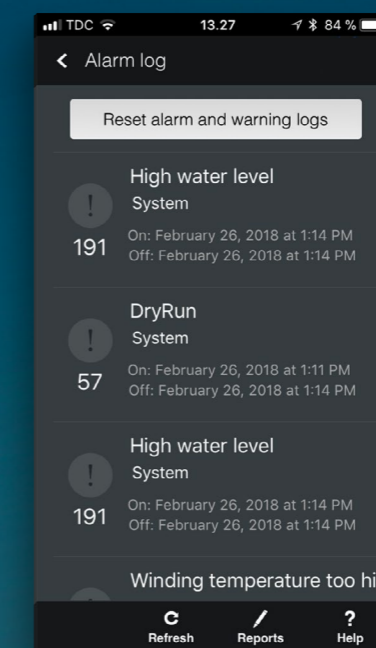 TDC 13.27 84 %
Alarm log
Reset alarm and warning logs
High water level
System
191
On: February 26, 2018 at 1:14 PM
Off: February 26, 2018 at 1:14 PM
DryRun
System
57
On: February 26, 2018 at 1:11 PM
Off: February 26, 2018 at 1:14 PM
High water level
System
191
On: February 26, 2018 at 1:14 PM
Off: February 26, 2018 at 1:14 PM
Winding temperature too hi
Refresh Reports Help